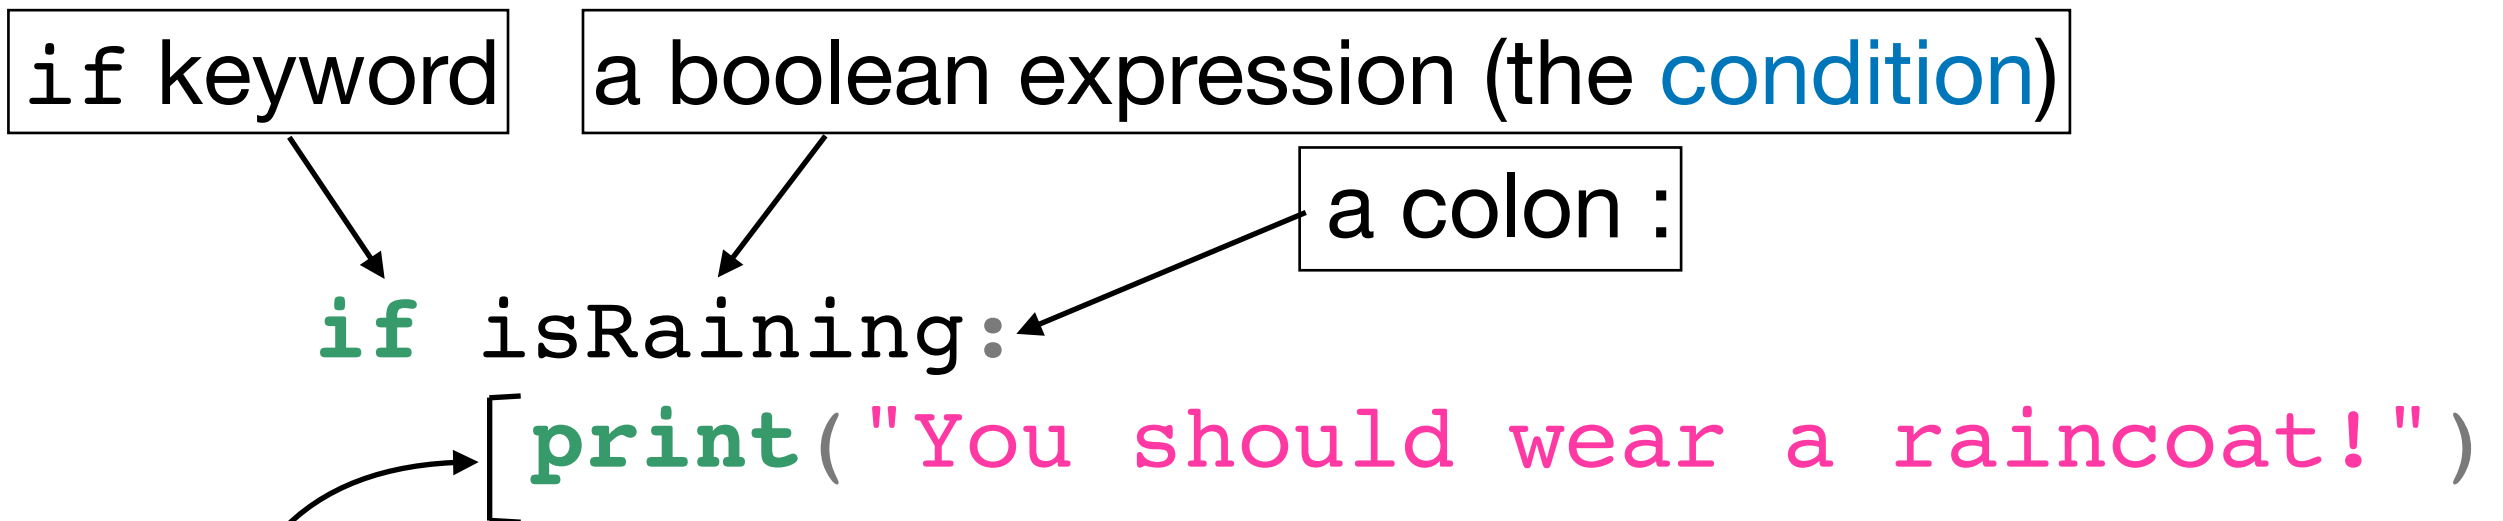 if keyword
a boolean expression (the condition)
a colon :
if isRaining:
print("You should wear a raincoat!")